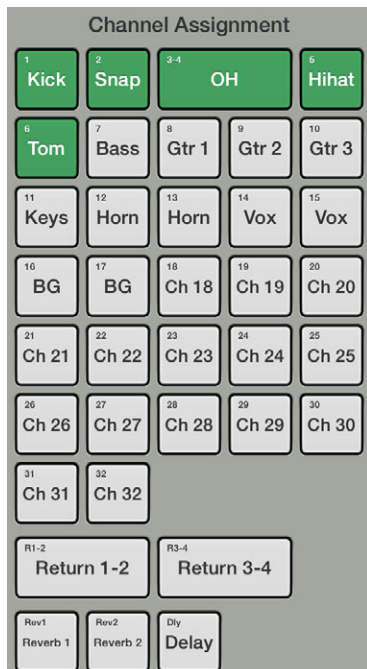 Channel Assignment
1 2 3-4 5
Kick Snap OH Hihat
6 7 8 9 10
Tom Bass Gtr 1 Gtr 2 Gtr 3
11 12 13 14 15
Keys Horn Horn Vox Vox
16 17 18 19 20
BG BG Ch 18 Ch 19 Ch 20
21 22 23 24 25
Ch 21 Ch 22 Ch 23 Ch 24 Ch 25
26 27 28 29 30
Ch 26 Ch 27 Ch 28 Ch 29 Ch 30
31 32
Ch 31 Ch 32
R1-2 R3-4
Return 1-2 Return 3-4
Rev1 Rev2 Dly
Reverb 1 Reverb 2 Delay